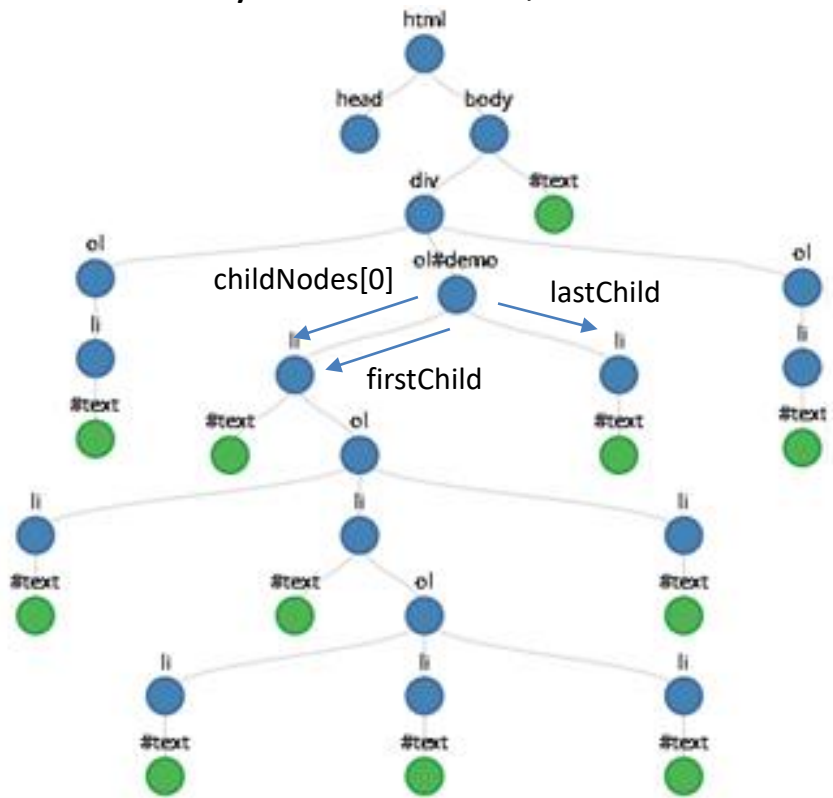 html
head body
div #text
ol ol#demo ol
childNodes[0] lastChild
li li li li
firstChild
#text #text ol #text #text
li li li
#text #text ol #text
li li li
#text #text #text